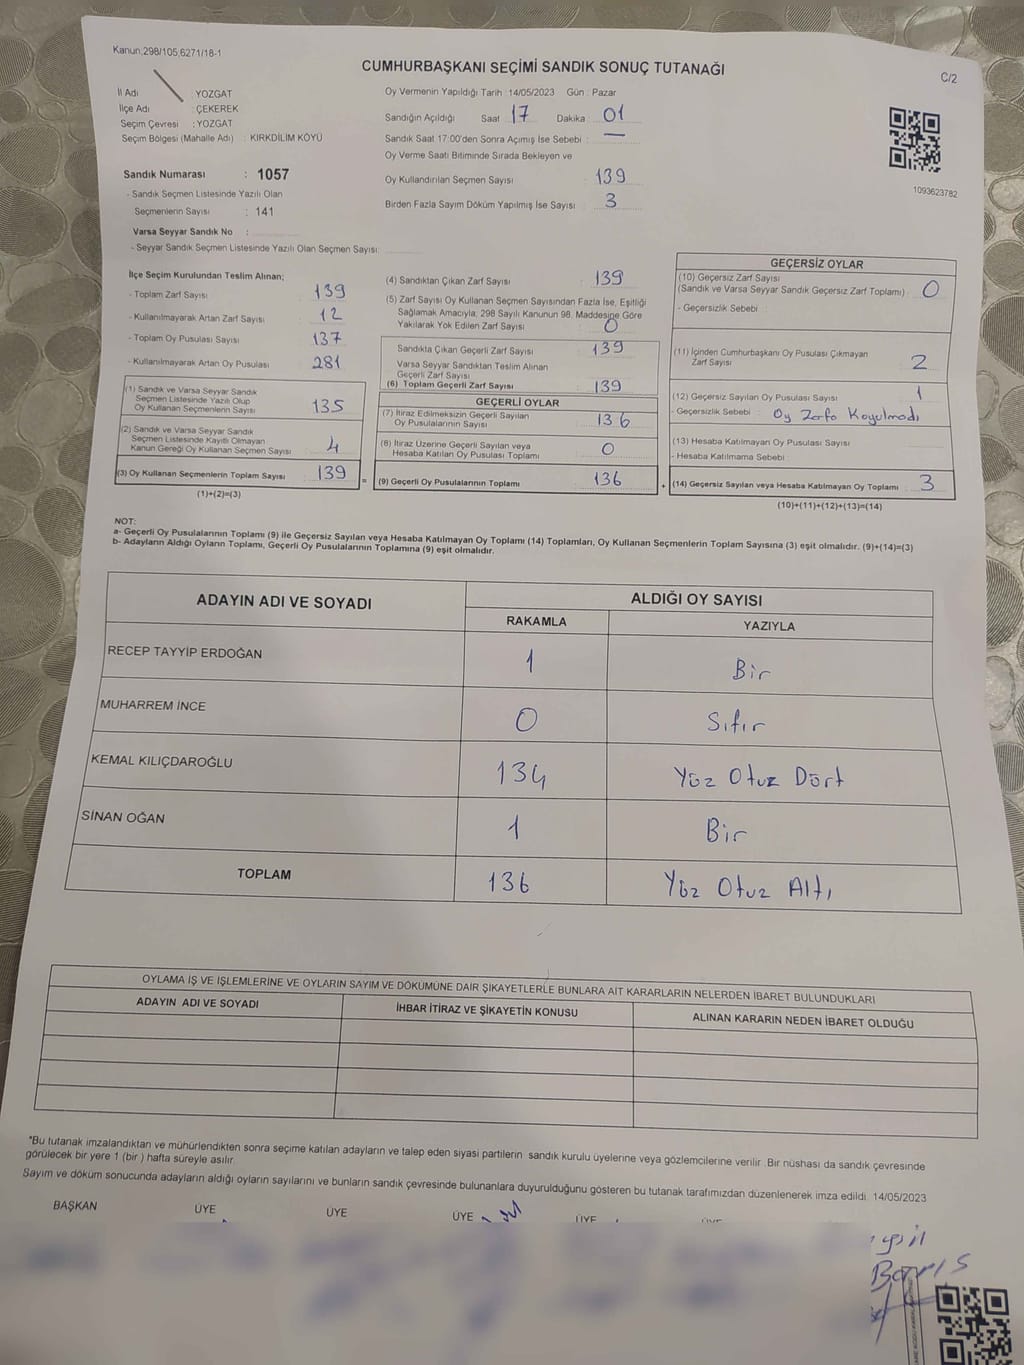 Kanun;298/105,6271/18-1
CUMHURBAŞKANI SEÇİMİ SANDIK SONUÇ TUTANAĞI
C/2
İl Adı : YOZGAT
İlçe Adı : ÇEKEREK
Seçim Çevresi : YOZGAT
Seçim Bölgesi (Mahalle Adı) : KIRKDİLİM KÖYÜ
Oy Vermenin Yapıldığı Tarih : 14/05/2023 Gün : Pazar
Sandığın Açıldığı Saat : 17 Dakika : 01
Sandık Saat 17:00'den Sonra Açımış İse Sebebi : —
Oy Verme Saati Bitiminde Sırada Bekleyen ve
Oy Kullandırılan Seçmen Sayısı : 139
Birden Fazla Sayım Döküm Yapılmış İse Sayısı : 3
1093623782
Sandık Numarası : 1057
- Sandık Seçmen Listesinde Yazılı Olan
Seçmenlerin Sayısı : 141
Varsa Seyyar Sandık No :
- Seyyar Sandık Seçmen Listesinde Yazılı Olan Seçmen Sayısı:
İlçe Seçim Kurulundan Teslim Alınan;
- Toplam Zarf Sayısı : 139
- Kullanılmayarak Artan Zarf Sayısı : 12
- Toplam Oy Pusulası Sayısı : 137
- Kullanılmayarak Artan Oy Pusulası : 281
(1) Sandık ve Varsa Seyyar Sandık
Seçmen Listesinde Yazılı Olup
Oy Kullanan Seçmenlerin Sayısı : 135
(2) Sandık ve Varsa Seyyar Sandık
Seçmen Listesinde Kayıtlı Olmayan
Kanun Gereği Oy Kullanan Seçmen Sayısı : 4
(3) Oy Kullanan Seçmenlerin Toplam Sayısı : 139
(1)+(2)=(3)
=
(4) Sandıktan Çıkan Zarf Sayısı : 139
(5) Zarf Sayısı Oy Kullanan Seçmen Sayısından Fazla İse, Eşitliği
Sağlamak Amacıyla; 298 Sayılı Kanunun 98. Maddesine Göre
Yakılarak Yok Edilen Zarf Sayısı : 0
Sandıkta Çıkan Geçerli Zarf Sayısı : 139
Varsa Seyyar Sandıktan Teslim Alınan
Geçerli Zarf Sayısı :
(6) Toplam Geçerli Zarf Sayısı : 139
GEÇERLİ OYLAR
(7) İtiraz Edilmeksizin Geçerli Sayılan
Oy Pusulalarının Sayısı : 136
(8) İtiraz Üzerine Geçerli Sayılan veya
Hesaba Katılan Oy Pusulası Toplamı : 0
(9) Geçerli Oy Pusulalarının Toplamı : 136
+
GEÇERSİZ OYLAR
(10) Geçersiz Zarf Sayısı
(Sandık ve Varsa Seyyar Sandık Geçersiz Zarf Toplamı) : 0
- Geçersizlik Sebebi :
(11) İçinden Cumhurbaşkanı Oy Pusulası Çıkmayan
Zarf Sayısı : 2
(12) Geçersiz Sayılan Oy Pusulası Sayısı : 1
- Geçersizlik Sebebi : Oy Zarfa Koyulmadı
(13) Hesaba Katılmayan Oy Pusulası Sayısı :
- Hesaba Katılmama Sebebi :
(14) Geçersiz Sayılan veya Hesaba Katılmayan Oy Toplamı : 3
(10)+(11)+(12)+(13)=(14)
NOT:
a- Geçerli Oy Pusulalarının Toplamı (9) ile Geçersiz Sayılan veya Hesaba Katılmayan Oy Toplamı (14) Toplamları, Oy Kullanan Seçmenlerin Toplam Sayısına (3) eşit olmalıdır. (9)+(14)=(3)
b- Adayların Aldığı Oyların Toplamı, Geçerli Oy Pusulalarının Toplamına (9) eşit olmalıdır.
ADAYIN ADI VE SOYADI
ALDIĞI OY SAYISI
RAKAMLA YAZIYLA
RECEP TAYYİP ERDOĞAN 1 Bir
MUHARREM İNCE 0 Sıfır
KEMAL KILIÇDAROĞLU 134 Yüz Otuz Dört
SİNAN OĞAN 1 Bir
TOPLAM 136 Yüz Otuz Altı
OYLAMA İŞ VE İŞLEMLERİNE VE OYLARIN SAYIM VE DÖKÜMÜNE DAİR ŞİKAYETLERLE BUNLARA AİT KARARLARIN NELERDEN İBARET BULUNDUKLARI
ADAYIN ADI VE SOYADI İHBAR İTİRAZ VE ŞİKAYETİN KONUSU ALINAN KARARIN NEDEN İBARET OLDUĞU
*Bu tutanak imzalandıktan ve mühürlendikten sonra seçime katılan adayların ve talep eden siyasi partilerin sandık kurulu üyelerine veya gözlemcilerine verilir. Bir nüshası da sandık çevresinde
görülecek bir yere 1 (bir ) hafta süreyle asılır.
Sayım ve döküm sonucunda adayların aldığı oyların sayılarını ve bunların sandık çevresinde bulunanlara duyurulduğunu gösteren bu tutanak tarafımızdan düzenlenerek imza edildi. 14/05/2023
BAŞKAN ÜYE ÜYE ÜYE ÜYE ÜYE
Barış